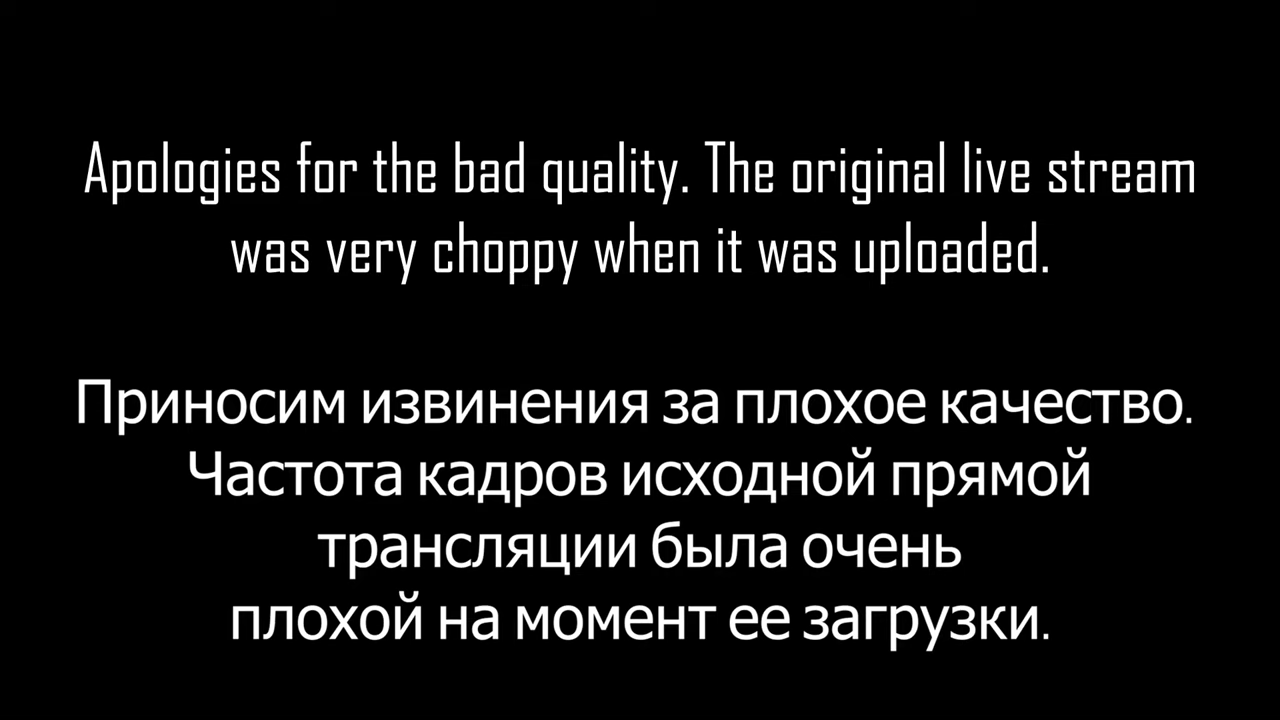 Apologies for the bad quality. The original live stream
was very choppy when it was uploaded.
Приносим извинения за плохое качество.
Частота кадров исходной прямой
трансляции была очень
плохой на момент ее загрузки.